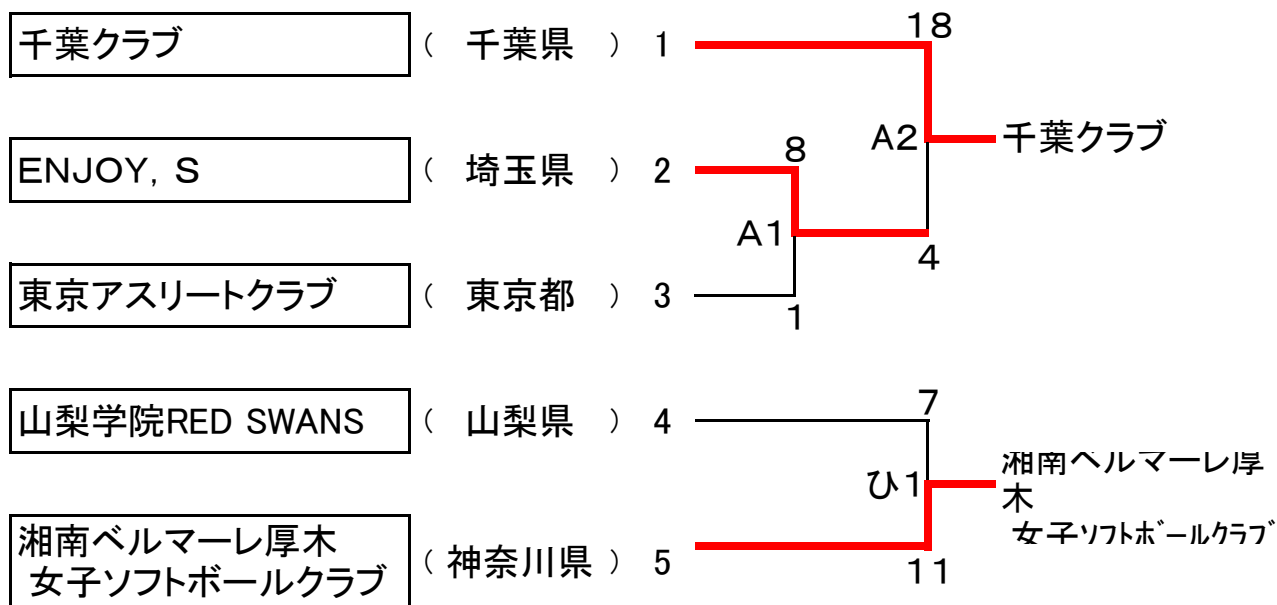 千葉クラブ ( 千葉県 ) 1
18
A2 千葉クラブ
ENJOY, S ( 埼玉県 ) 2
8
A1
4
東京アスリートクラブ ( 東京都 ) 3
1
山梨学院RED SWANS ( 山梨県 ) 4
7
ひ1
湘南ベルマーレ厚
木
女子ソフトボールクラブ
湘南ベルマーレ厚木
女子ソフトボールクラブ
( 神奈川県 ) 5
11